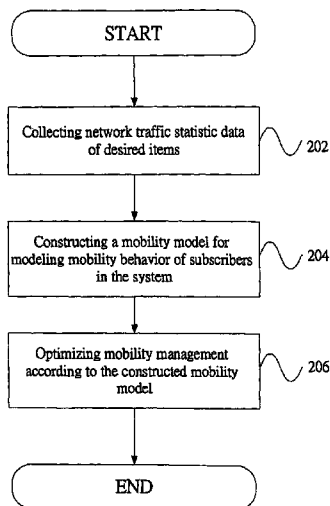 START
Collecting network traffic statistic data
of desired items
202
Constructing a mobility model for
modeling mobility behavior of subscribers
in the system
204
Optimizing mobility management
according to the constructed mobility
model
206
END